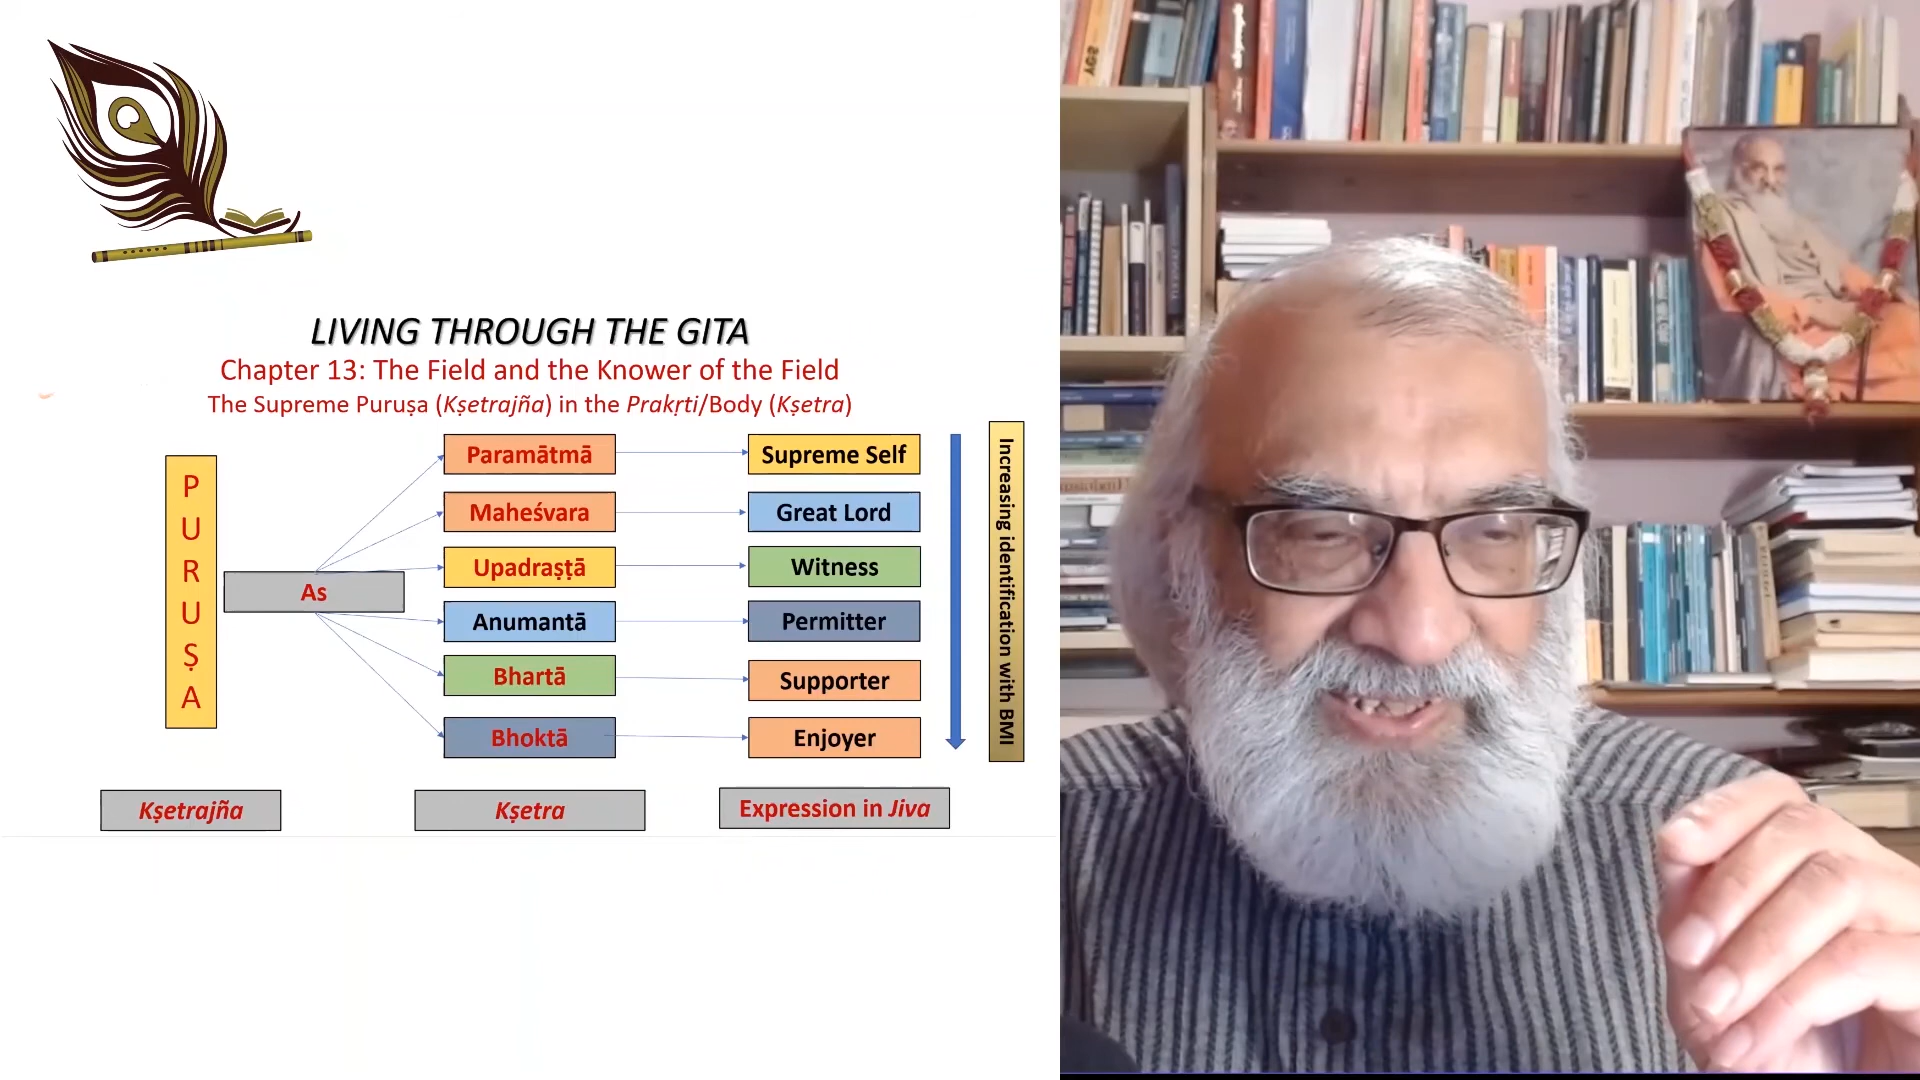 LIVING THROUGH THE GITA
Chapter 13: The Field and the Knower of the Field
The Supreme Puruṣa (Kṣetrajña) in the Prakṛti/Body (Kṣetra)
PURUṢA
As
Paramātmā
Supreme Self
Maheśvara
Great Lord
Upadraṣṭā
Witness
Anumantā
Permitter
Bhartā
Supporter
Bhoktā
Enjoyer
Increasing identification with BMI
Kṣetrajña
Kṣetra
Expression in Jiva